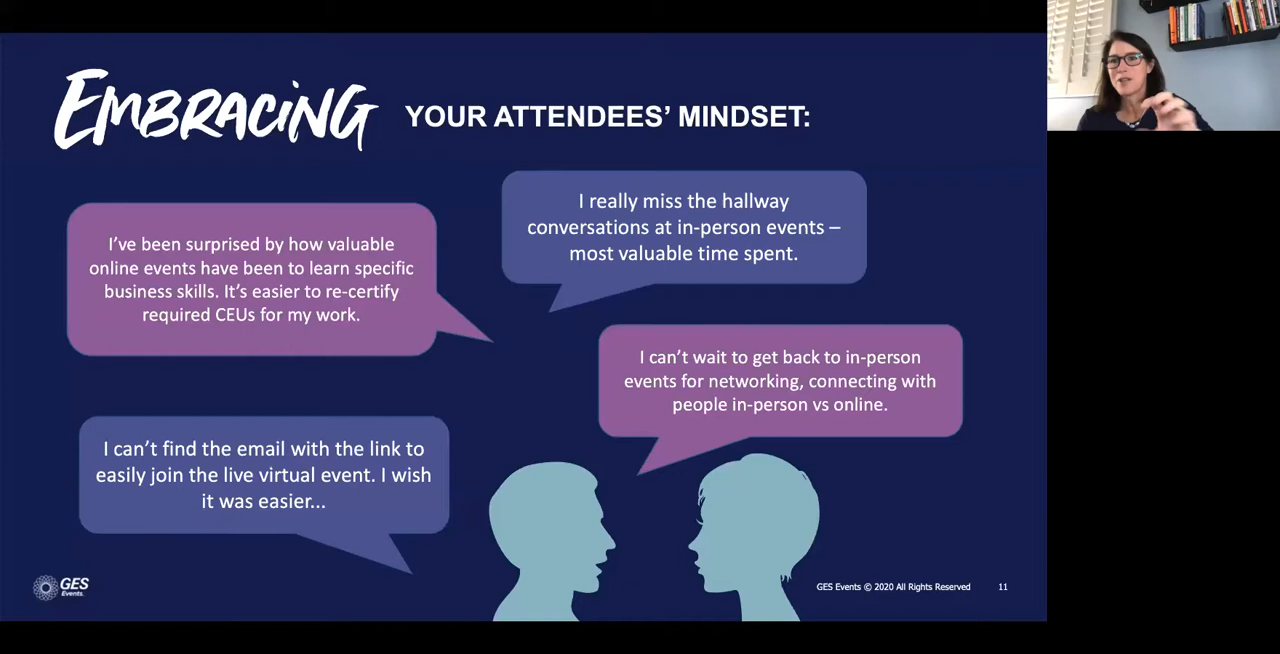 EMBRACING YOUR ATTENDEES’ MINDSET:
I’ve been surprised by how valuable
online events have been to learn specific
business skills. It’s easier to re-certify
required CEUs for my work.
I really miss the hallway
conversations at in-person events –
most valuable time spent.
I can’t wait to get back to in-person
events for networking, connecting with
people in-person vs online.
I can’t find the email with the link to
easily join the live virtual event. I wish
it was easier...
GES
Events
GES Events © 2020 All Rights Reserved 11